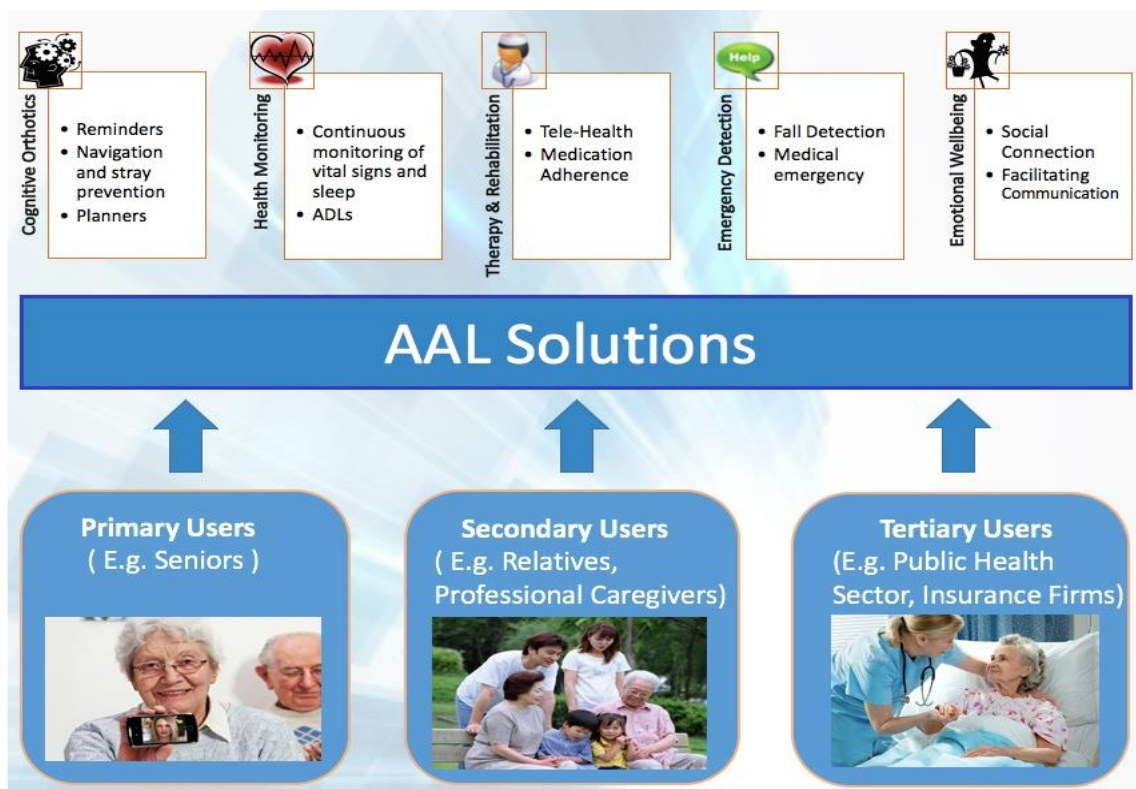 Cognitive Orthotics
• Reminders
• Navigation
and stray
prevention
• Planners
Health Monitoring
• Continuous
monitoring of
vital signs and
sleep
• ADLs
Therapy & Rehabilitation
• Tele-Health
• Medication
Adherence
Help
Emergency Detection
• Fall Detection
• Medical
emergency
Emotional Wellbeing
• Social
Connection
• Facilitating
Communication
AAL Solutions
Primary Users
( E.g. Seniors )
Secondary Users
( E.g. Relatives,
Professional Caregivers)
Tertiary Users
(E.g. Public Health
Sector, Insurance Firms)